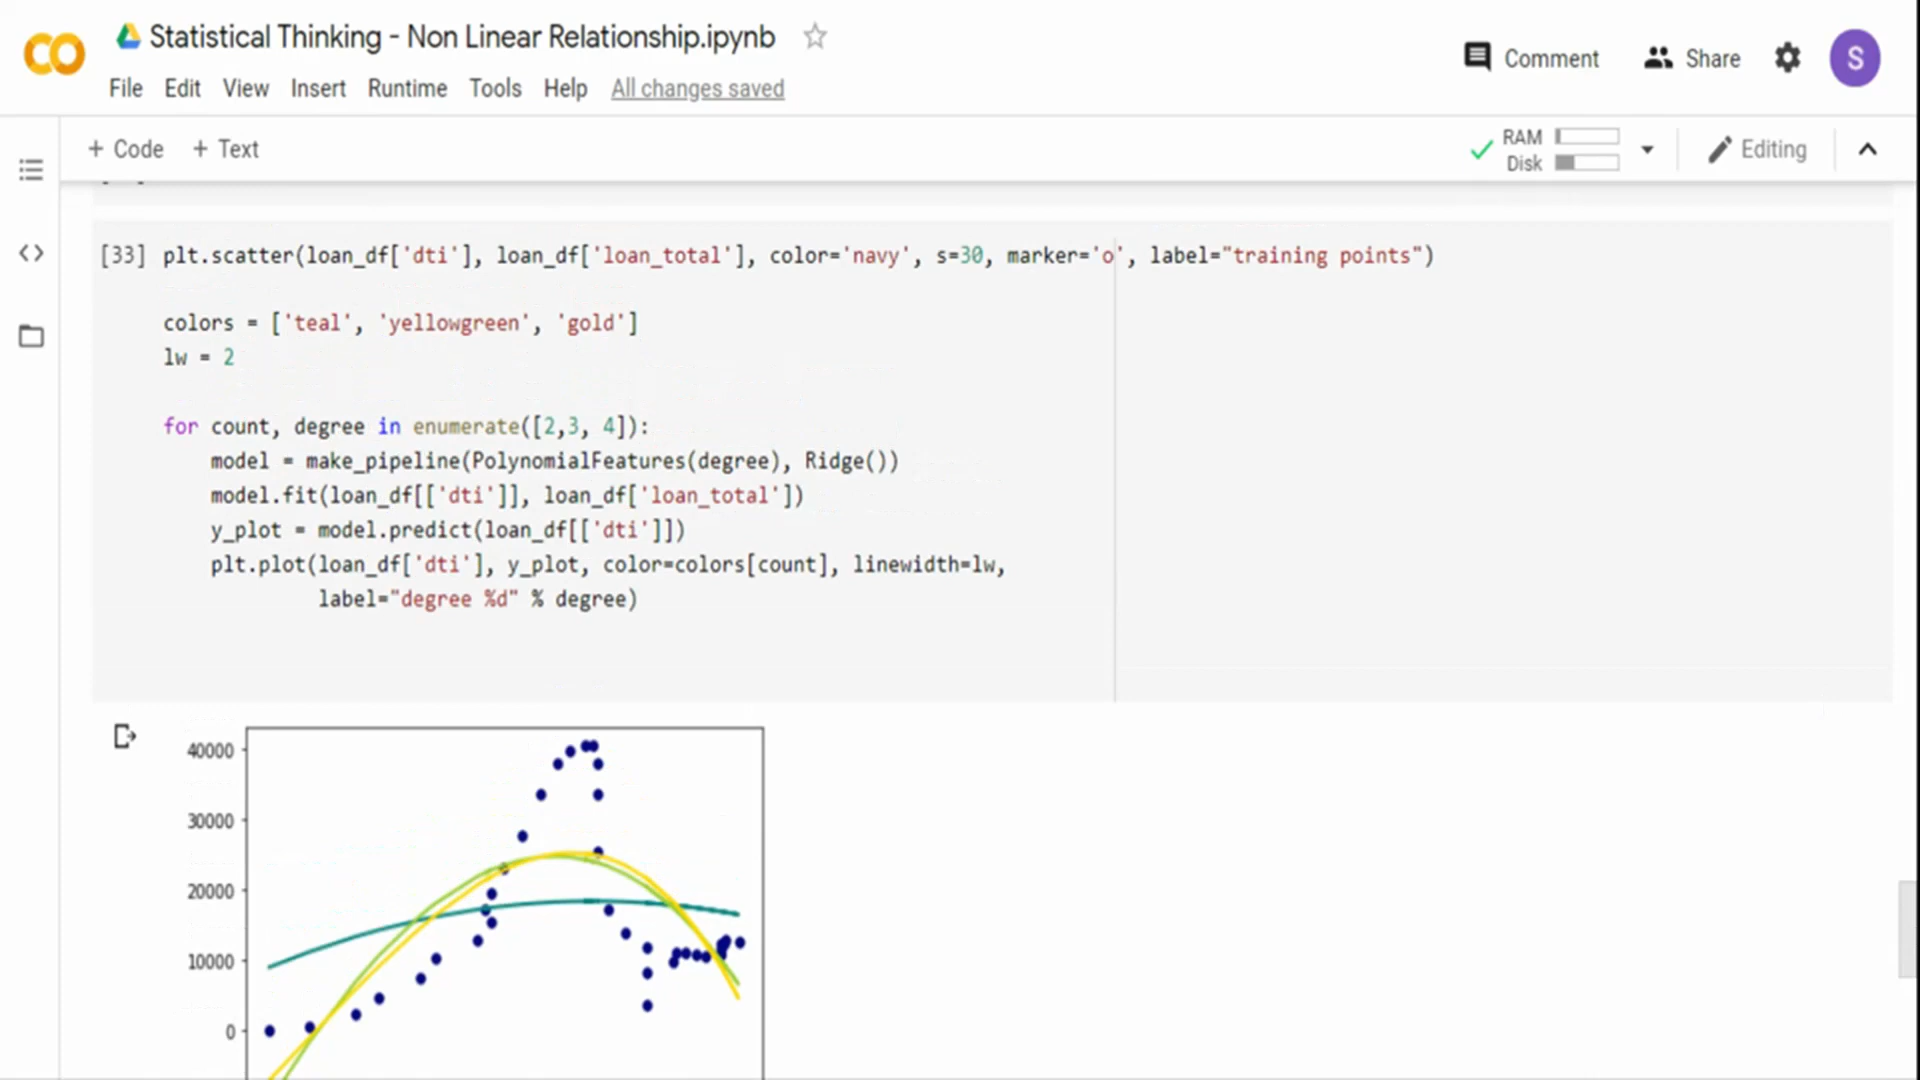 Statistical Thinking - Non Linear Relationship.ipynb
Comment
Share
S
File Edit View Insert Runtime Tools Help All changes saved
+ Code + Text
RAM
Disk
Editing
[33] plt.scatter(loan_df['dti'], loan_df['loan_total'], color='navy', s=30, marker='o', label="training points")
colors = ['teal', 'yellowgreen', 'gold']
lw = 2
for count, degree in enumerate([2,3, 4]):
model = make_pipeline(PolynomialFeatures(degree), Ridge())
model.fit(loan_df[['dti']], loan_df['loan_total'])
y_plot = model.predict(loan_df[['dti']])
plt.plot(loan_df['dti'], y_plot, color=colors[count], linewidth=lw,
label="degree %d" % degree)
40000
30000
20000
10000
0